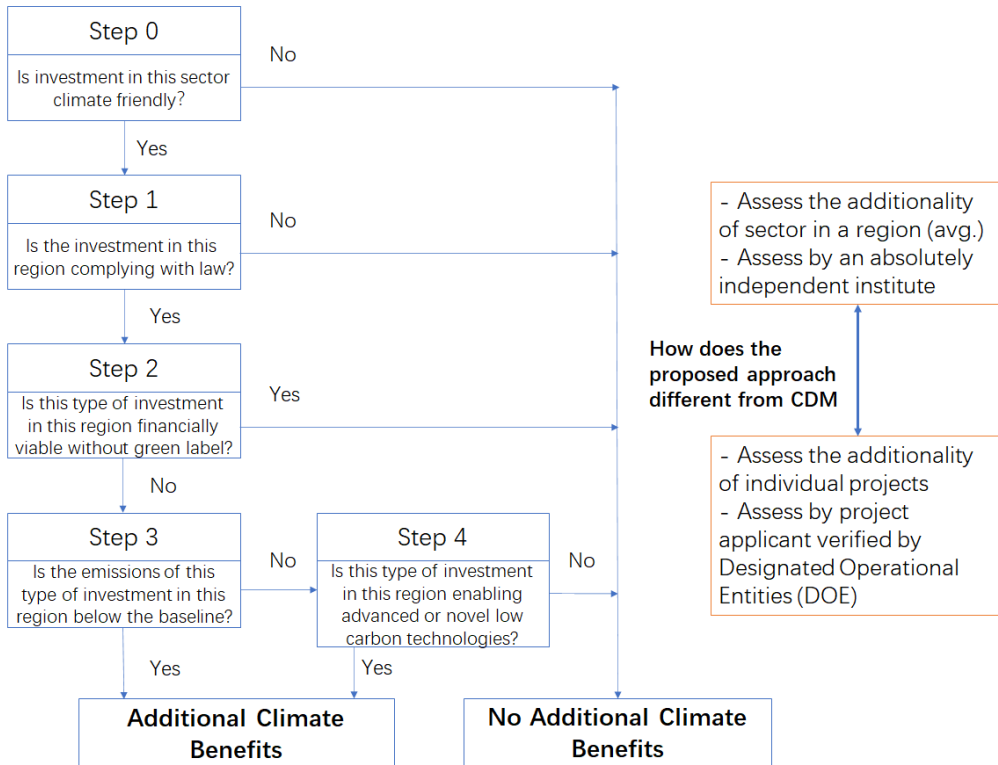 Step 0
Is investment in this sector
climate friendly?
No
Yes
Step 1
Is the investment in this
region complying with law?
No
Yes
Step 2
Is this type of investment
in this region financially
viable without green label?
Yes
No
Step 3
Is the emissions of this
type of investment in this
region below the baseline?
No
Yes
Step 4
Is this type of investment
in this region enabling
advanced or novel low
carbon technologies?
No
Yes
Additional Climate
Benefits
No Additional Climate
Benefits
- Assess the additionality
of sector in a region (avg.)
- Assess by an absolutely
independent institute
How does the
proposed approach
different from CDM
- Assess the additionality
of individual projects
- Assess by project
applicant verified by
Designated Operational
Entities (DOE)